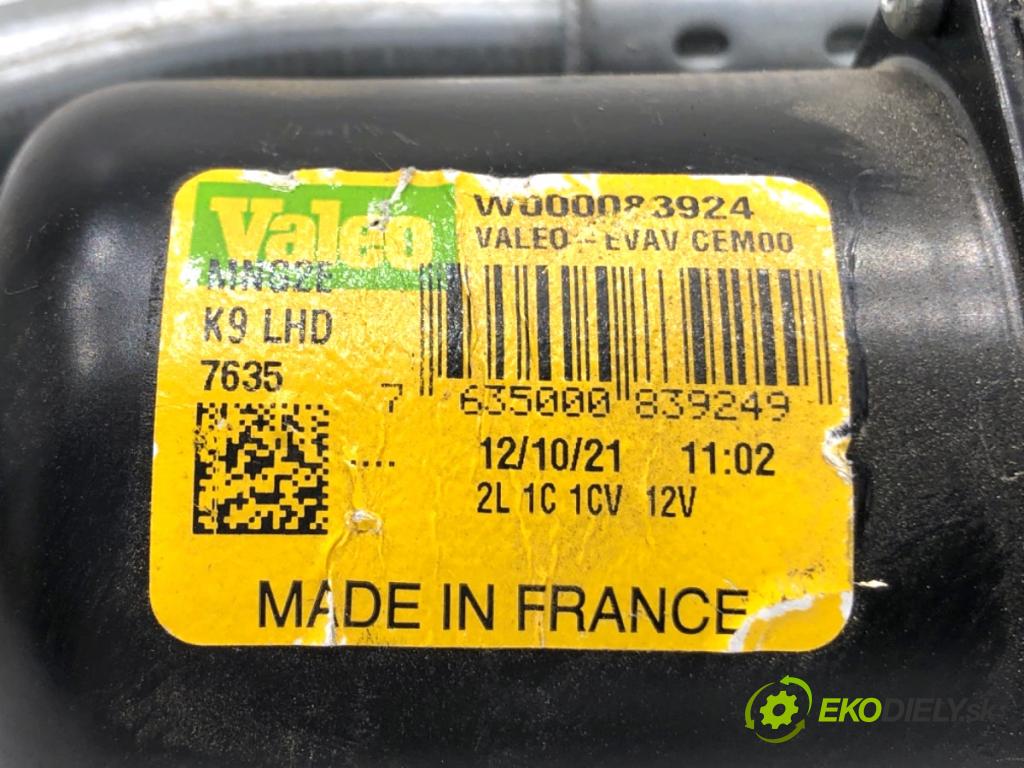 Valeo
W000083924
VALEO - EVAV CEM00
K9 LHD
7635
7 635000 839249
.... 12/10/21 11:02
2L 1C 1CV 12V
MADE IN FRANCE
EKODIELY.sk